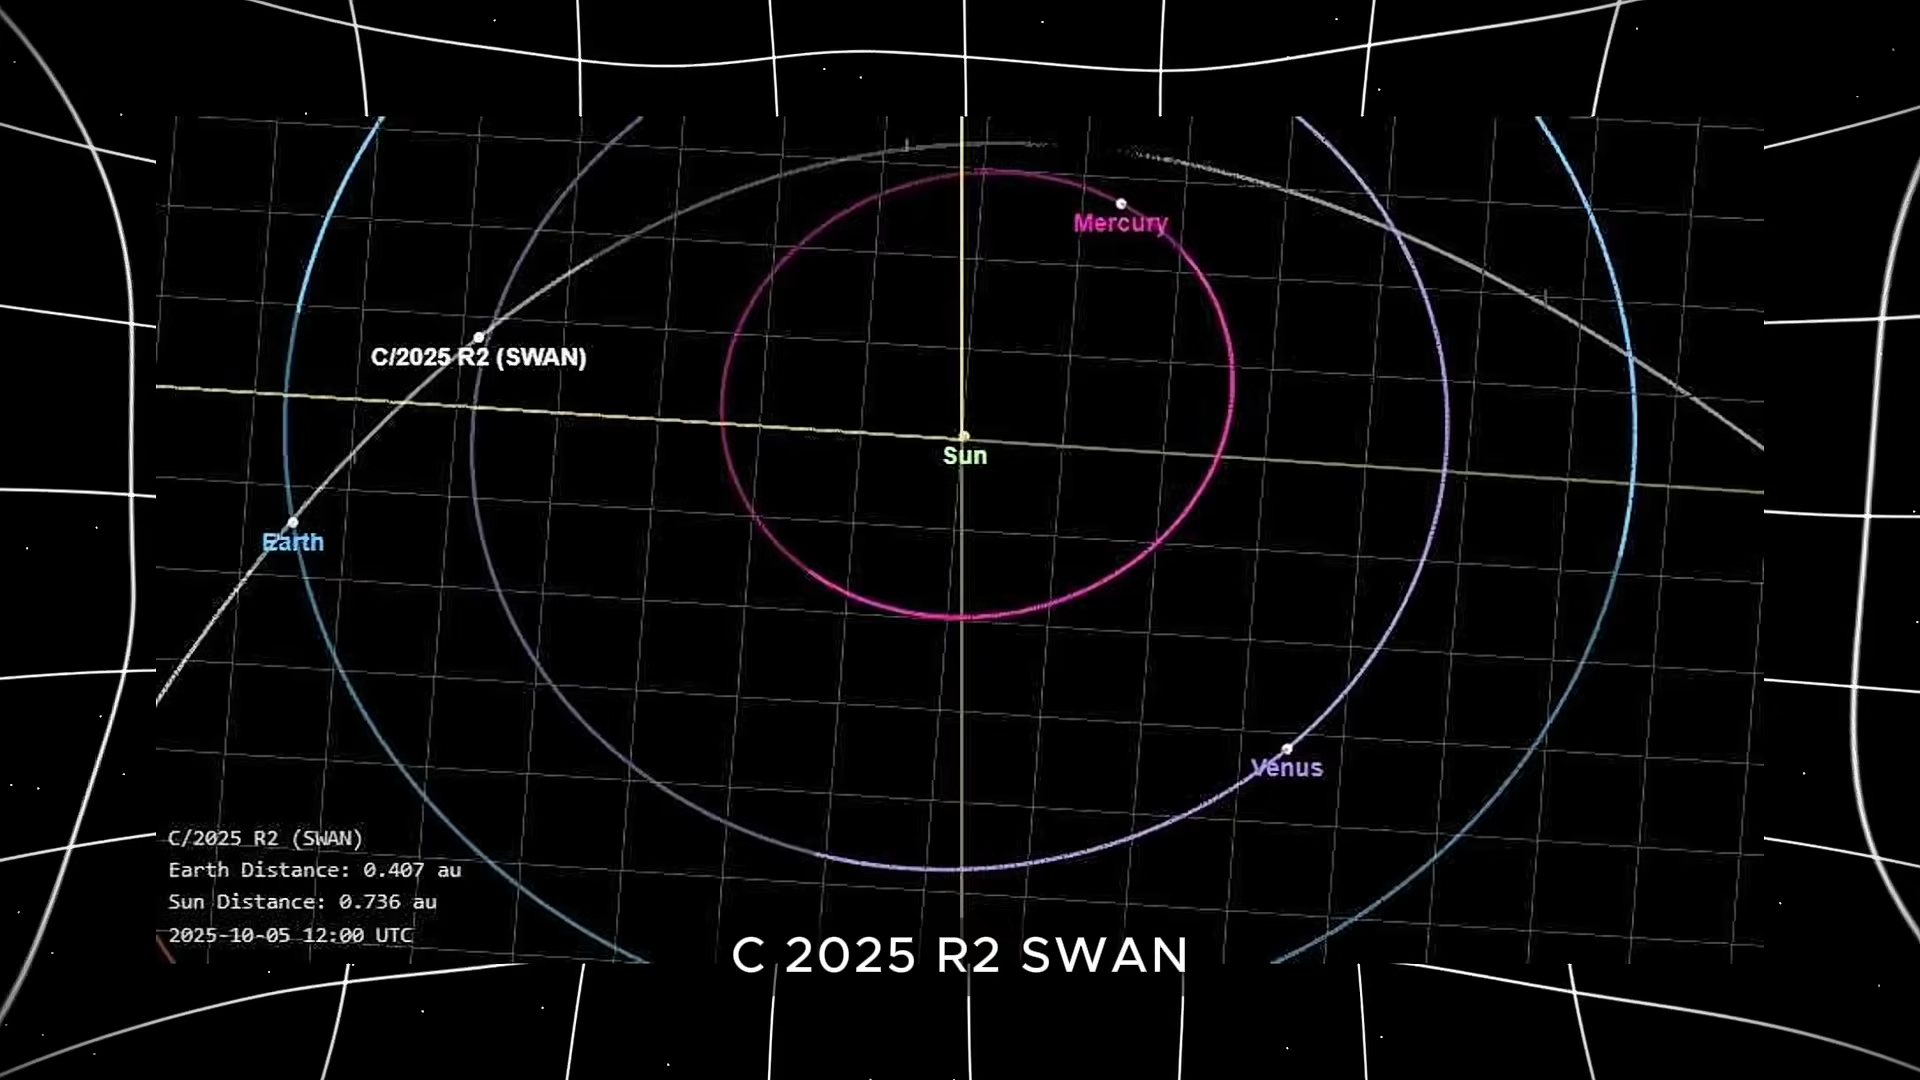 Mercury
C/2025 R2 (SWAN)
Sun
Earth
Venus
C/2025 R2 (SWAN)
Earth Distance: 0.407 au
Sun Distance: 0.736 au
2025-10-05 12:00 UTC
C 2025 R2 SWAN